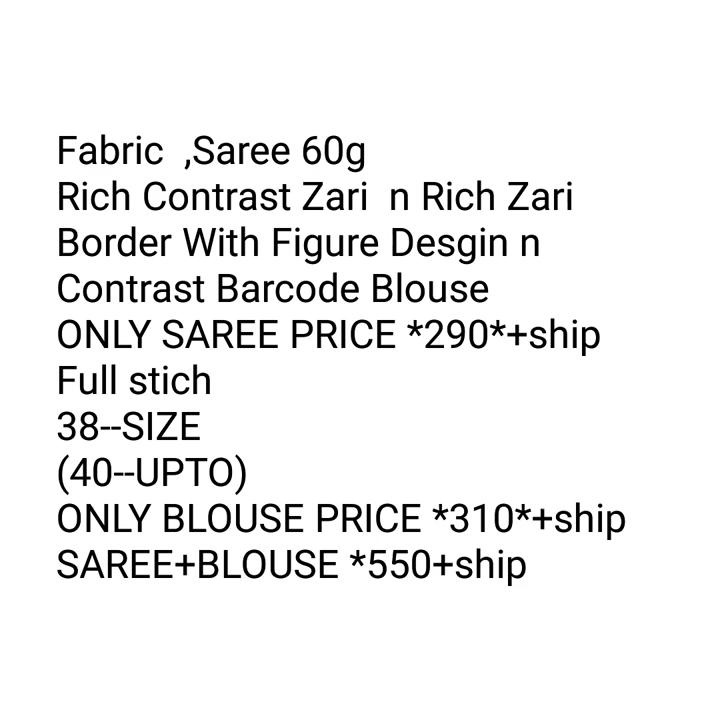 Fabric  ,Saree 60g
Rich Contrast Zari  n Rich Zari
Border With Figure Desgin n
Contrast Barcode Blouse
ONLY SAREE PRICE *290*+ship
Full stich
38--SIZE
(40--UPTO)
ONLY BLOUSE PRICE *310*+ship
SAREE+BLOUSE *550+ship